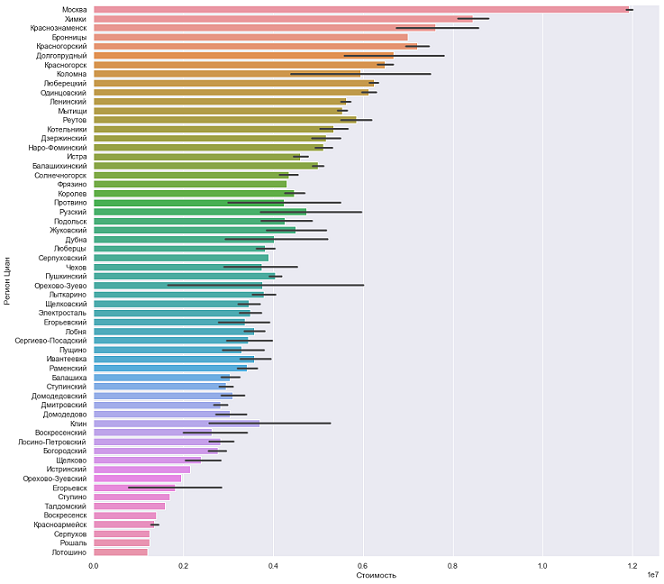 Москва
Химки
Краснознаменск
Бронницы
Красногорский
Долгопрудный
Красногорск
Коломна
Люберецкий
Одинцовский
Ленинский
Мытищи
Реутов
Котельники
Дзержинский
Наро-Фоминский
Истра
Балашихинский
Солнечногорск
Фрязино
Королев
Протвино
Рузский
Подольск
Жуковский
Дубна
Люберцы
Серпуховский
Чехов
Пушкинский
Орехово-Зуево
Лыткарино
Щелковский
Электросталь
Егорьевский
Лобня
Сергиево-Посадский
Пущино
Ивантеевка
Раменский
Балашиха
Ступинский
Домодедовский
Дмитровский
Домодедово
Клин
Воскресенский
Лосино-Петровский
Богородский
Щелково
Истринский
Орехово-Зуевский
Егорьевск
Ступино
Талдомский
Воскресенск
Красноармейск
Серпухов
Рошаль
Лотошино
Регион Циан
0.0 0.2 0.4 0.6 0.8 1.0 1.2
1e7
Стоимость